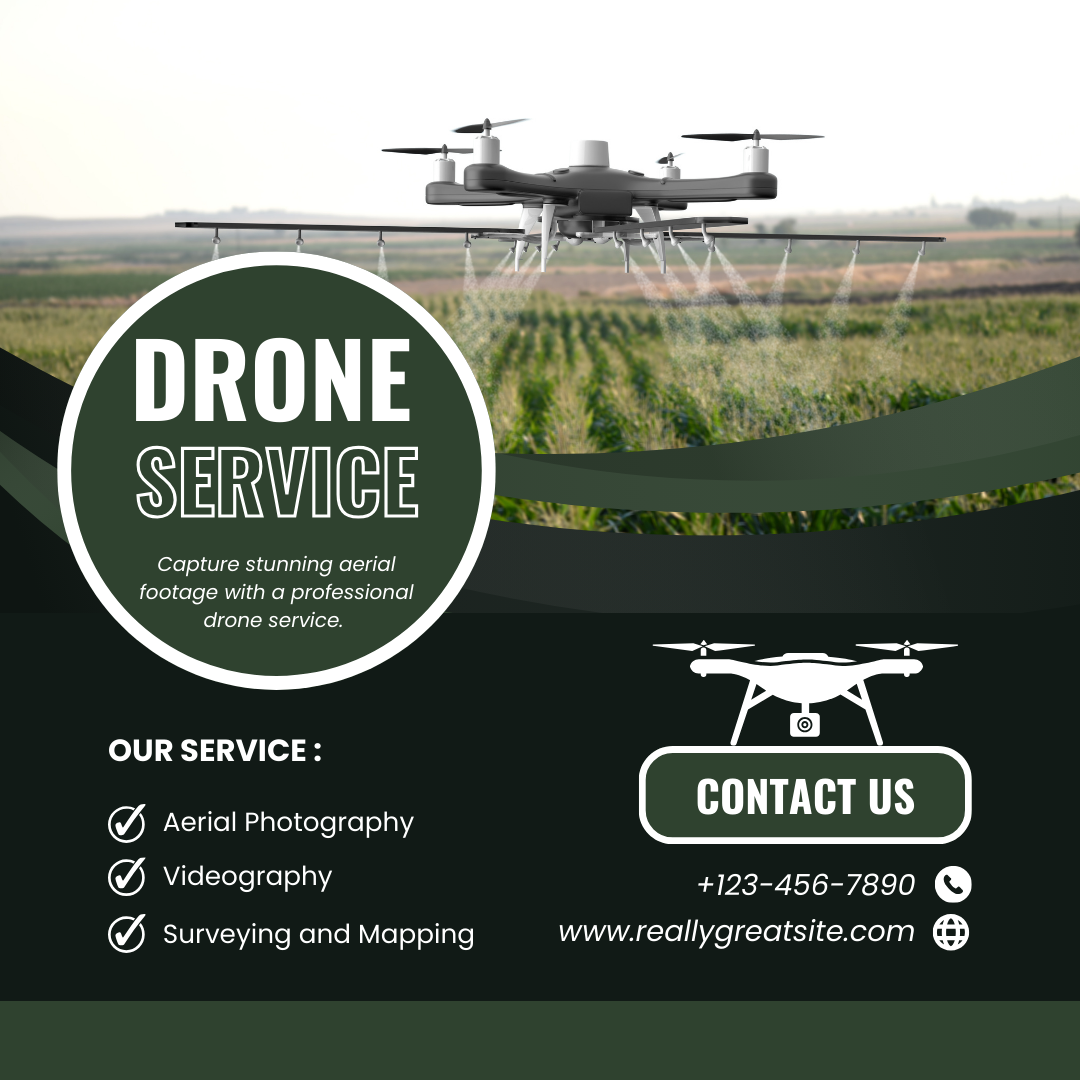 DRONE
SERVICE
Capture stunning aerial
footage with a professional
drone service.
OUR SERVICE :
Aerial Photography
Videography
Surveying and Mapping
CONTACT US
+123-456-7890
www.reallygreatsite.com